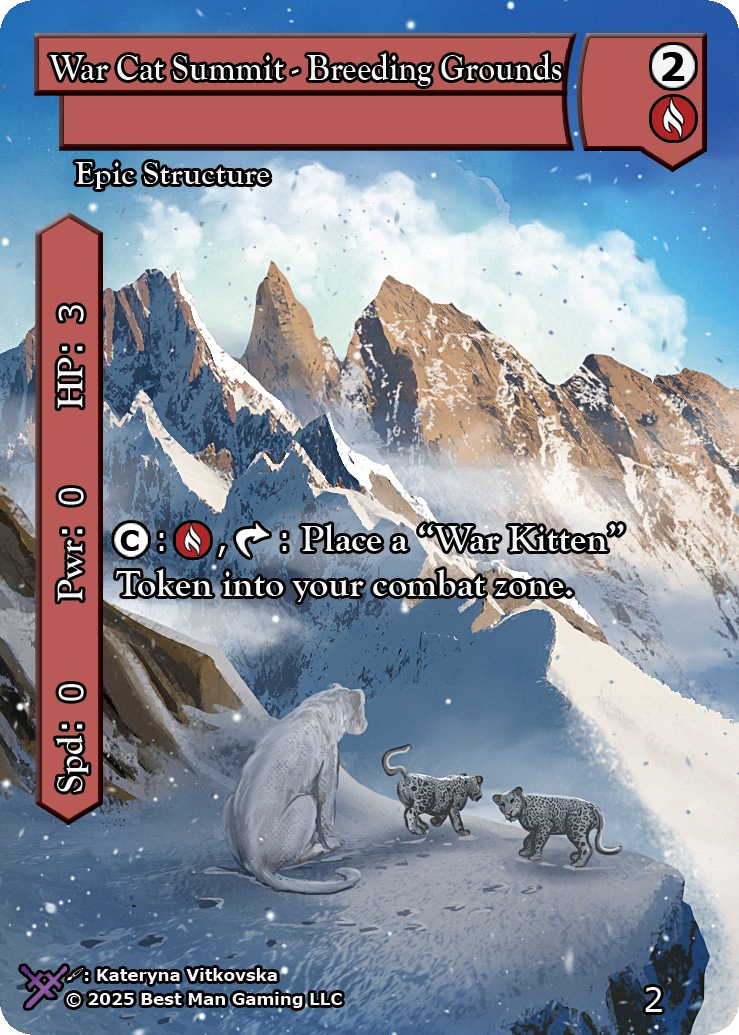 War Cat Summit - Breeding Grounds
2
Epic Structure
HP: 3
Pwr: 0
Spd: 0
C : , : Place a “War Kitten”
Token into your combat zone.
: Kateryna Vitkovska
© 2025 Best Man Gaming LLC
2